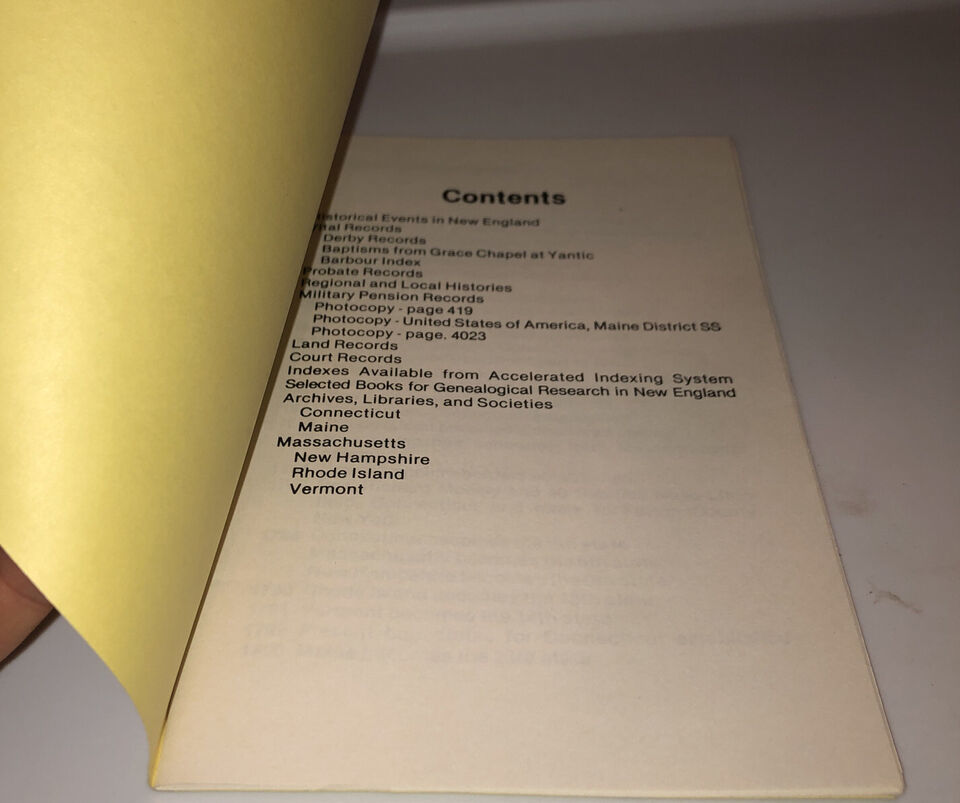 Contents
Historical Events in New England
Vital Records
Derby Records
Baptisms from Grace Chapel at Yantic
Barbour Index
Probate Records
Regional and Local Histories
Military Pension Records
Photocopy - page 419
Photocopy - United States of America, Maine District SS
Photocopy - page. 4023
Land Records
Court Records
Indexes Available from Accelerated Indexing System
Selected Books for Genealogical Research in New England
Archives, Libraries, and Societies
Connecticut
Maine
Massachusetts
New Hampshire
Rhode Island
Vermont